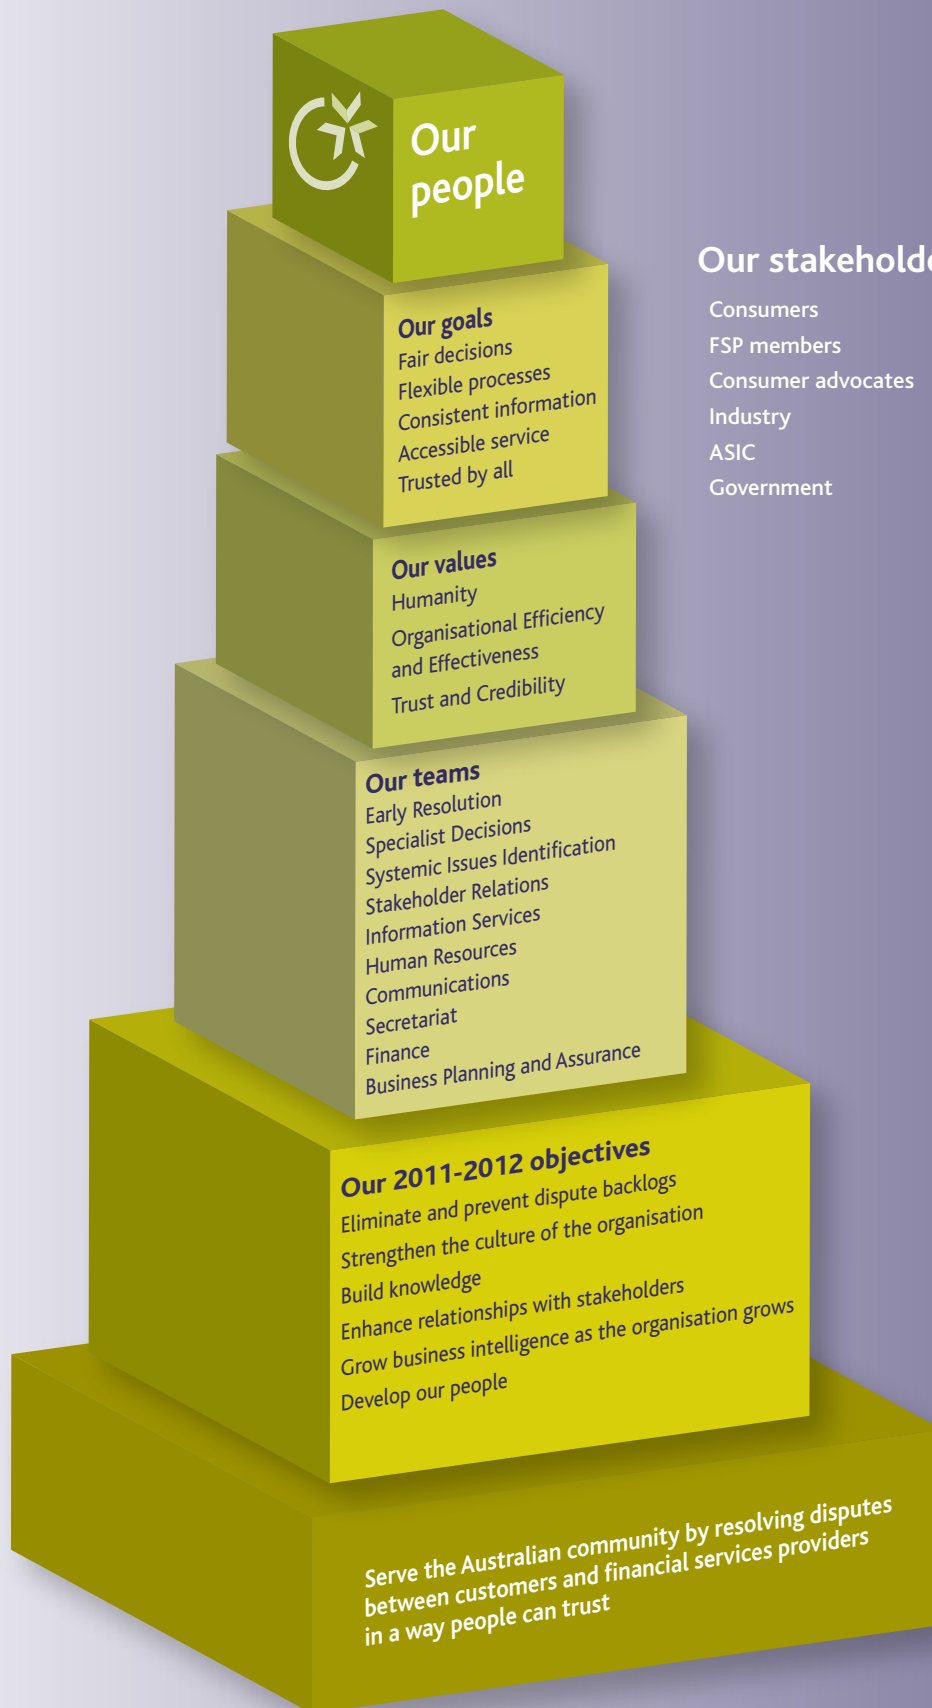 Our
people
Our goals
Fair decisions
Flexible processes
Consistent information
Accessible service
Trusted by all
Our values
Humanity
Organisational Efficiency
and Effectiveness
Trust and Credibility
Our teams
Early Resolution
Specialist Decisions
Systemic Issues Identification
Stakeholder Relations
Information Services
Human Resources
Communications
Secretariat
Finance
Business Planning and Assurance
Our 2011-2012 objectives
Eliminate and prevent dispute backlogs
Strengthen the culture of the organisation
Build knowledge
Enhance relationships with stakeholders
Grow business intelligence as the organisation grows
Develop our people
Serve the Australian community by resolving disputes
between customers and financial services providers
in a way people can trust
Our
Consumers
FSP members
Consumer advocates
Industry
ASIC
Government